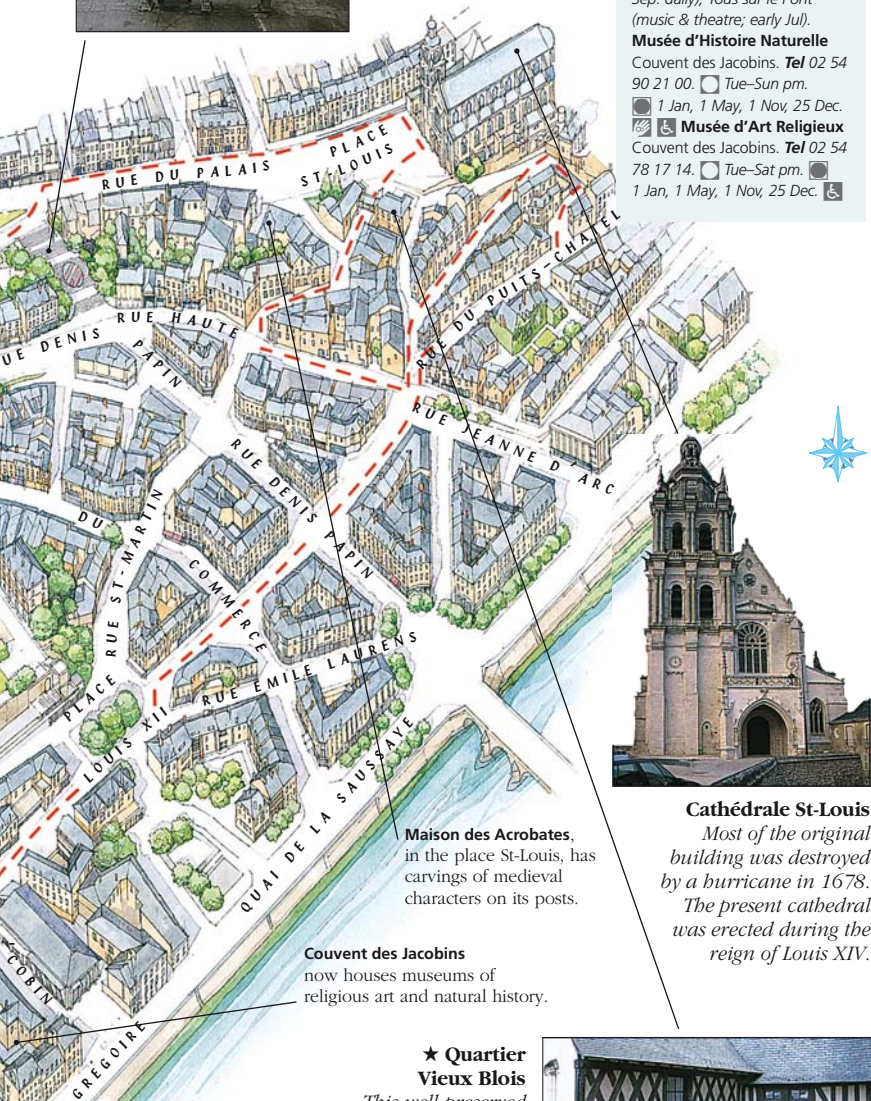 Sep. daily), Tous sur le Pont
(music & theatre; early Jul).
Musée d'Histoire Naturelle
Couvent des Jacobins. Tel 02 54
90 21 00. Tue–Sun pm.
1 Jan, 1 May, 1 Nov, 25 Dec.
Musée d'Art Religieux
Couvent des Jacobins. Tel 02 54
78 17 14. Tue–Sat pm.
1 Jan, 1 May, 1 Nov, 25 Dec.
PLACE
ST-LOUIS
RUE DU PALAIS
RUE DU PUITS-CHATEL
RUE HAUTE
UE DENIS
PAPIN
RUE JEANNE D'ARC
RUE DENIS PAPIN
DU
RUE ST-MARTIN
COMMERCE
RUE EMILE LAURENS
PLACE
LOUIS XII
QUAI DE LA SAUSSAYE
Maison des Acrobates,
in the place St-Louis, has
carvings of medieval
characters on its posts.
Cathédrale St-Louis
Most of the original
building was destroyed
by a hurricane in 1678.
The present cathedral
was erected during the
reign of Louis XIV.
Couvent des Jacobins
now houses museums of
religious art and natural history.
COBIN
GREGOIRE
★ Quartier
Vieux Blois
This well-preserved